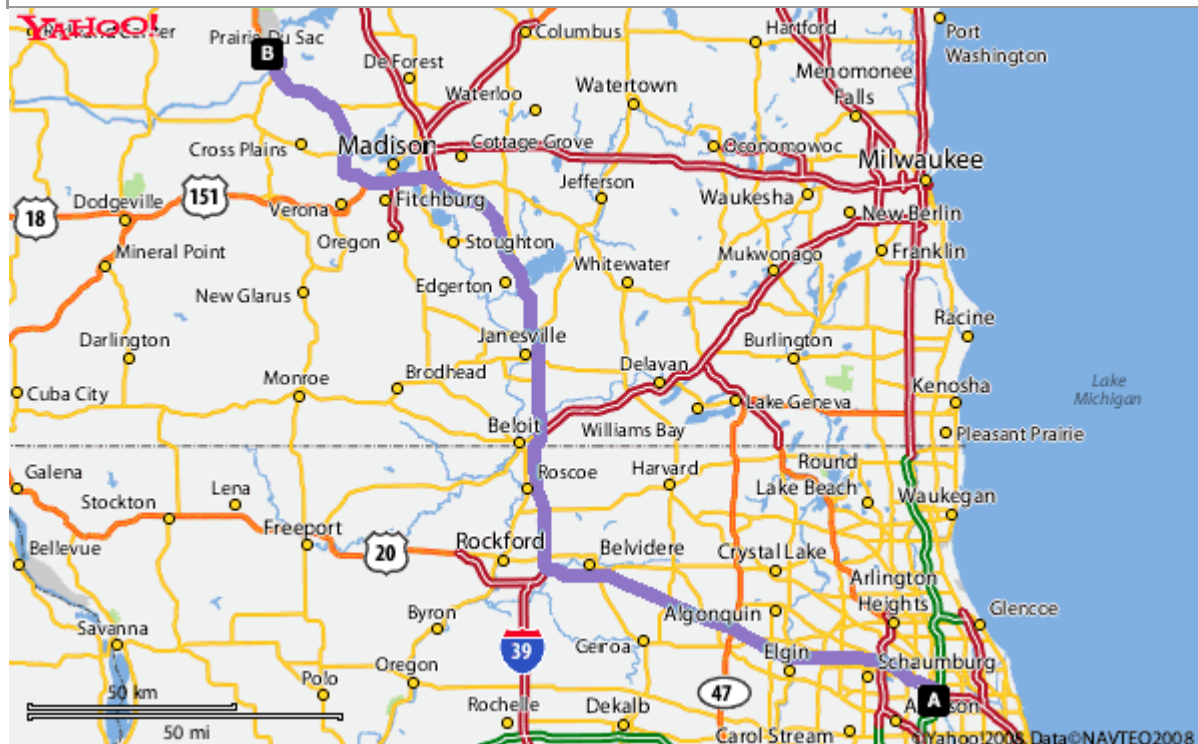 YAHOO!
Prairie Du Sac
Columbus
Hartford
Port
Washington
De Forest
Menomonee
Falls
Waterloo
Watertown
Cross Plains
Madison
Cottage Grove
Oconomowoc
Milwaukee
Jefferson
Waukesha
18
Dodgeville
151
Verona
Fitchburg
New Berlin
Oregon
Stoughton
Franklin
Mineral Point
Mukwonago
Whitewater
New Glarus
Edgerton
Racine
Darlington
Janesville
Burlington
Delavan
Cuba City
Monroe
Brodhead
Kenosha
Lake
Michigan
Lake Geneva
Beloit
Williams Bay
Pleasant Prairie
Galena
Roscoe
Harvard
Round
Lake Beach
Stockton
Lena
Waukegan
Freeport
Bellevue
20
Rockford
Belvidere
Crystal Lake
Arlington
Heights
Byron
Algonquin
Glencoe
Savanna
39
Genoa
Elgin
Schaumburg
Oregon
Polo
47
50 km
Rochelle
Dekalb
50 mi
Carol Stream
©Yahoo!2008, Data©NAVTEQ2008
A
B